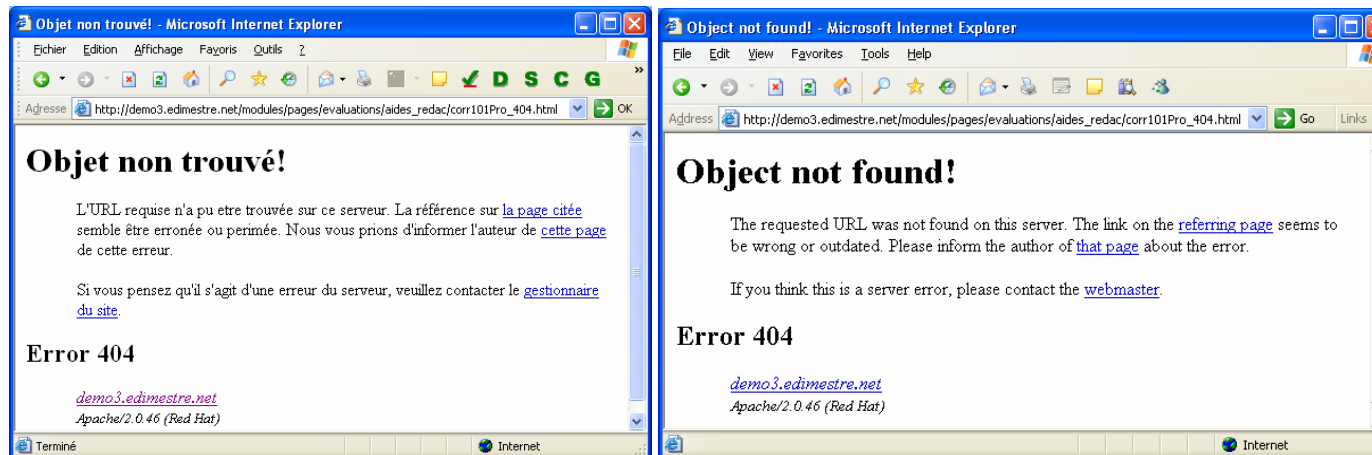 Objet non trouvé! - Microsoft Internet Explorer
Fichier Edition Affichage Favoris Outils ?
D S C G »
Adresse http://demo3.edimestre.net/modules/pages/evaluations/aides_redac/corr101Pro_404.html OK
Objet non trouvé!
L'URL requise n'a pu etre trouvée sur ce serveur. La référence sur la page citée
semble être erronée ou perimée. Nous vous prions d'informer l'auteur de cette page
de cette erreur.
Si vous pensez qu'il s'agit d'une erreur du serveur, veuillez contacter le gestionnaire
du site.
Error 404
demo3.edimestre.net
Apache/2.0.46 (Red Hat)
Terminé Internet
Object not found! - Microsoft Internet Explorer
File Edit View Favorites Tools Help
Address http://demo3.edimestre.net/modules/pages/evaluations/aides_redac/corr101Pro_404.html Go Links
Object not found!
The requested URL was not found on this server. The link on the referring page seems to
be wrong or outdated. Please inform the author of that page about the error.
If you think this is a server error, please contact the webmaster.
Error 404
demo3.edimestre.net
Apache/2.0.46 (Red Hat)
Internet